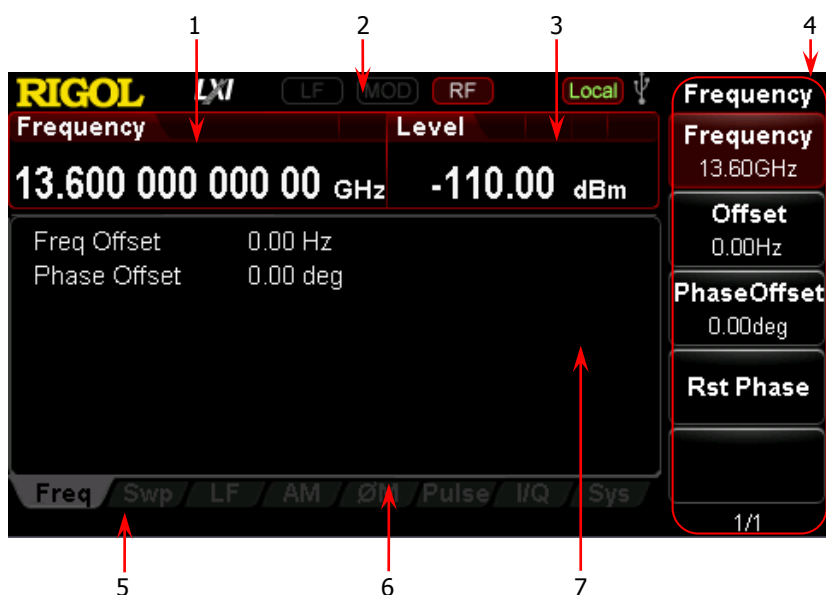 1 2 3 4
RIGOL LXI LF MOD RF Local
Frequency Level
13.600 000 000 00 GHz -110.00 dBm
Freq Offset 0.00 Hz
Phase Offset 0.00 deg
Frequency
Frequency
13.60GHz
Offset
0.00Hz
PhaseOffset
0.00deg
Rst Phase
1/1
Freq Swp LF AM ØM Pulse I/Q Sys
5 6 7